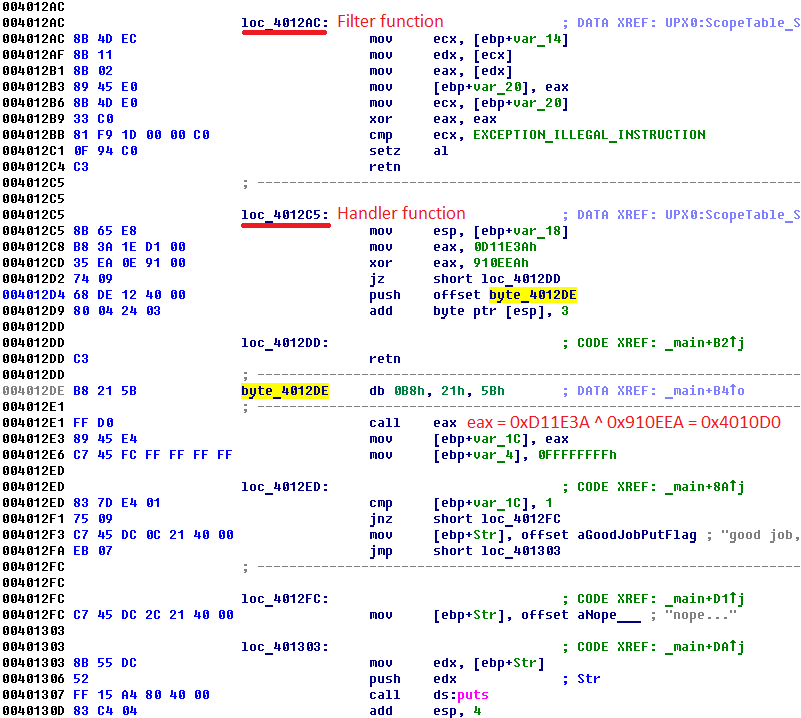 004012AC
004012AC loc_4012AC: Filter function ; DATA XREF: UPX0:ScopeTable_S
004012AC 8B 4D EC mov ecx, [ebp+var_14]
004012AF 8B 11 mov edx, [ecx]
004012B1 8B 02 mov eax, [edx]
004012B3 89 45 E0 mov [ebp+var_20], eax
004012B6 8B 4D E0 mov ecx, [ebp+var_20]
004012B9 33 C0 xor eax, eax
004012BB 81 F9 1D 00 00 C0 cmp ecx, EXCEPTION_ILLEGAL_INSTRUCTION
004012C1 0F 94 C0 setz al
004012C4 C3 retn
004012C5 ; ---------------------------------------------------------------------------
004012C5
004012C5 loc_4012C5: Handler function ; DATA XREF: UPX0:ScopeTable_S
004012C5 8B 65 E8 mov esp, [ebp+var_18]
004012C8 B8 3A 1E D1 00 mov eax, 0D11E3Ah
004012CD 35 EA 0E 91 00 xor eax, 910EEAh
004012D2 74 09 jz short loc_4012DD
004012D4 68 DE 12 40 00 push offset byte_4012DE
004012D9 80 04 24 03 add byte ptr [esp], 3
004012DD
004012DD loc_4012DD: ; CODE XREF: _main+B2↑j
004012DD C3 retn
004012DD ; ---------------------------------------------------------------------------
004012DE B8 21 5B byte_4012DE db 0B8h, 21h, 5Bh ; DATA XREF: _main+B4↑o
004012E1 ; ---------------------------------------------------------------------------
004012E1 FF D0 call eax eax = 0xD11E3A ^ 0x910EEA = 0x4010D0
004012E3 89 45 E4 mov [ebp+var_1C], eax
004012E6 C7 45 FC FF FF FF FF mov [ebp+var_4], 0FFFFFFFFh
004012ED
004012ED loc_4012ED: ; CODE XREF: _main+8A↑j
004012ED 83 7D E4 01 cmp [ebp+var_1C], 1
004012F1 75 09 jnz short loc_4012FC
004012F3 C7 45 DC 0C 21 40 00 mov [ebp+Str], offset aGoodJobPutFlag ; "good job,
004012FA EB 07 jmp short loc_401303
004012FC ; ---------------------------------------------------------------------------
004012FC
004012FC loc_4012FC: ; CODE XREF: _main+D1↑j
004012FC C7 45 DC 2C 21 40 00 mov [ebp+Str], offset aNope___ ; "nope..."
00401303
00401303 loc_401303: ; CODE XREF: _main+DA↑j
00401303 8B 55 DC mov edx, [ebp+Str]
00401306 52 push edx ; Str
00401307 FF 15 A4 80 40 00 call ds:puts
0040130D 83 C4 04 add esp, 4